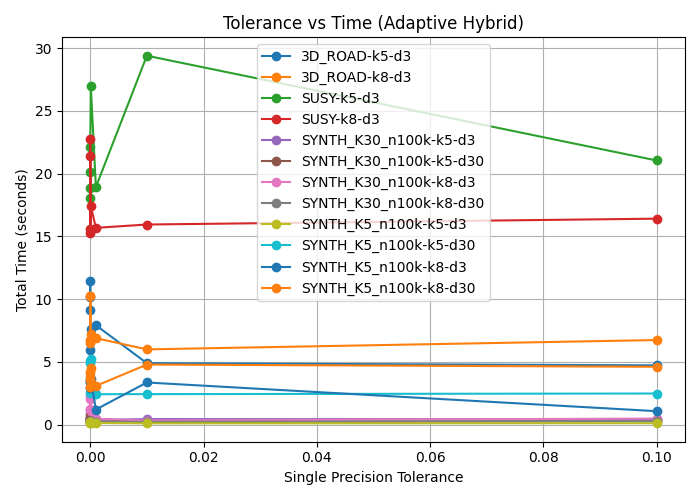 Tolerance vs Time (Adaptive Hybrid)
30
25
20
15
10
5
0
Total Time (seconds)
3D_ROAD-k5-d3
3D_ROAD-k8-d3
SUSY-k5-d3
SUSY-k8-d3
SYNTH_K30_n100k-k5-d3
SYNTH_K30_n100k-k5-d30
SYNTH_K30_n100k-k8-d3
SYNTH_K30_n100k-k8-d30
SYNTH_K5_n100k-k5-d3
SYNTH_K5_n100k-k5-d30
SYNTH_K5_n100k-k8-d3
SYNTH_K5_n100k-k8-d30
0.00 0.02 0.04 0.06 0.08 0.10
Single Precision Tolerance